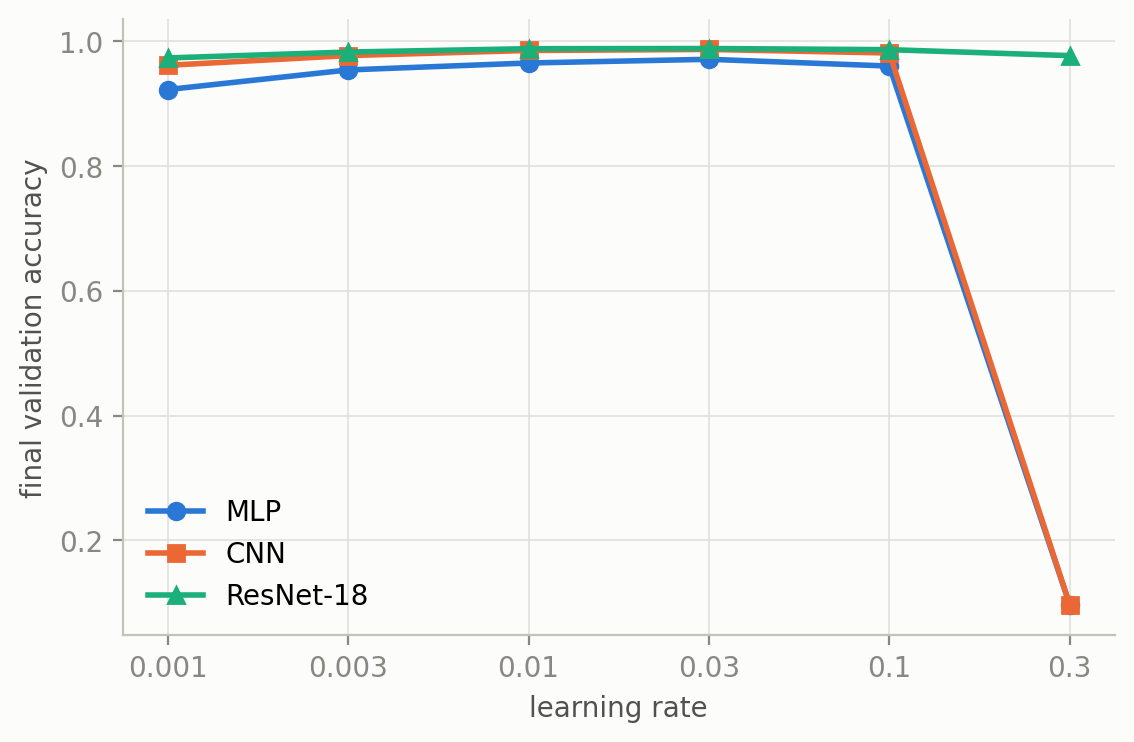 1.0
0.8
0.6
0.4
0.2
final validation accuracy
MLP
CNN
ResNet-18
0.001 0.003 0.01 0.03 0.1 0.3
learning rate